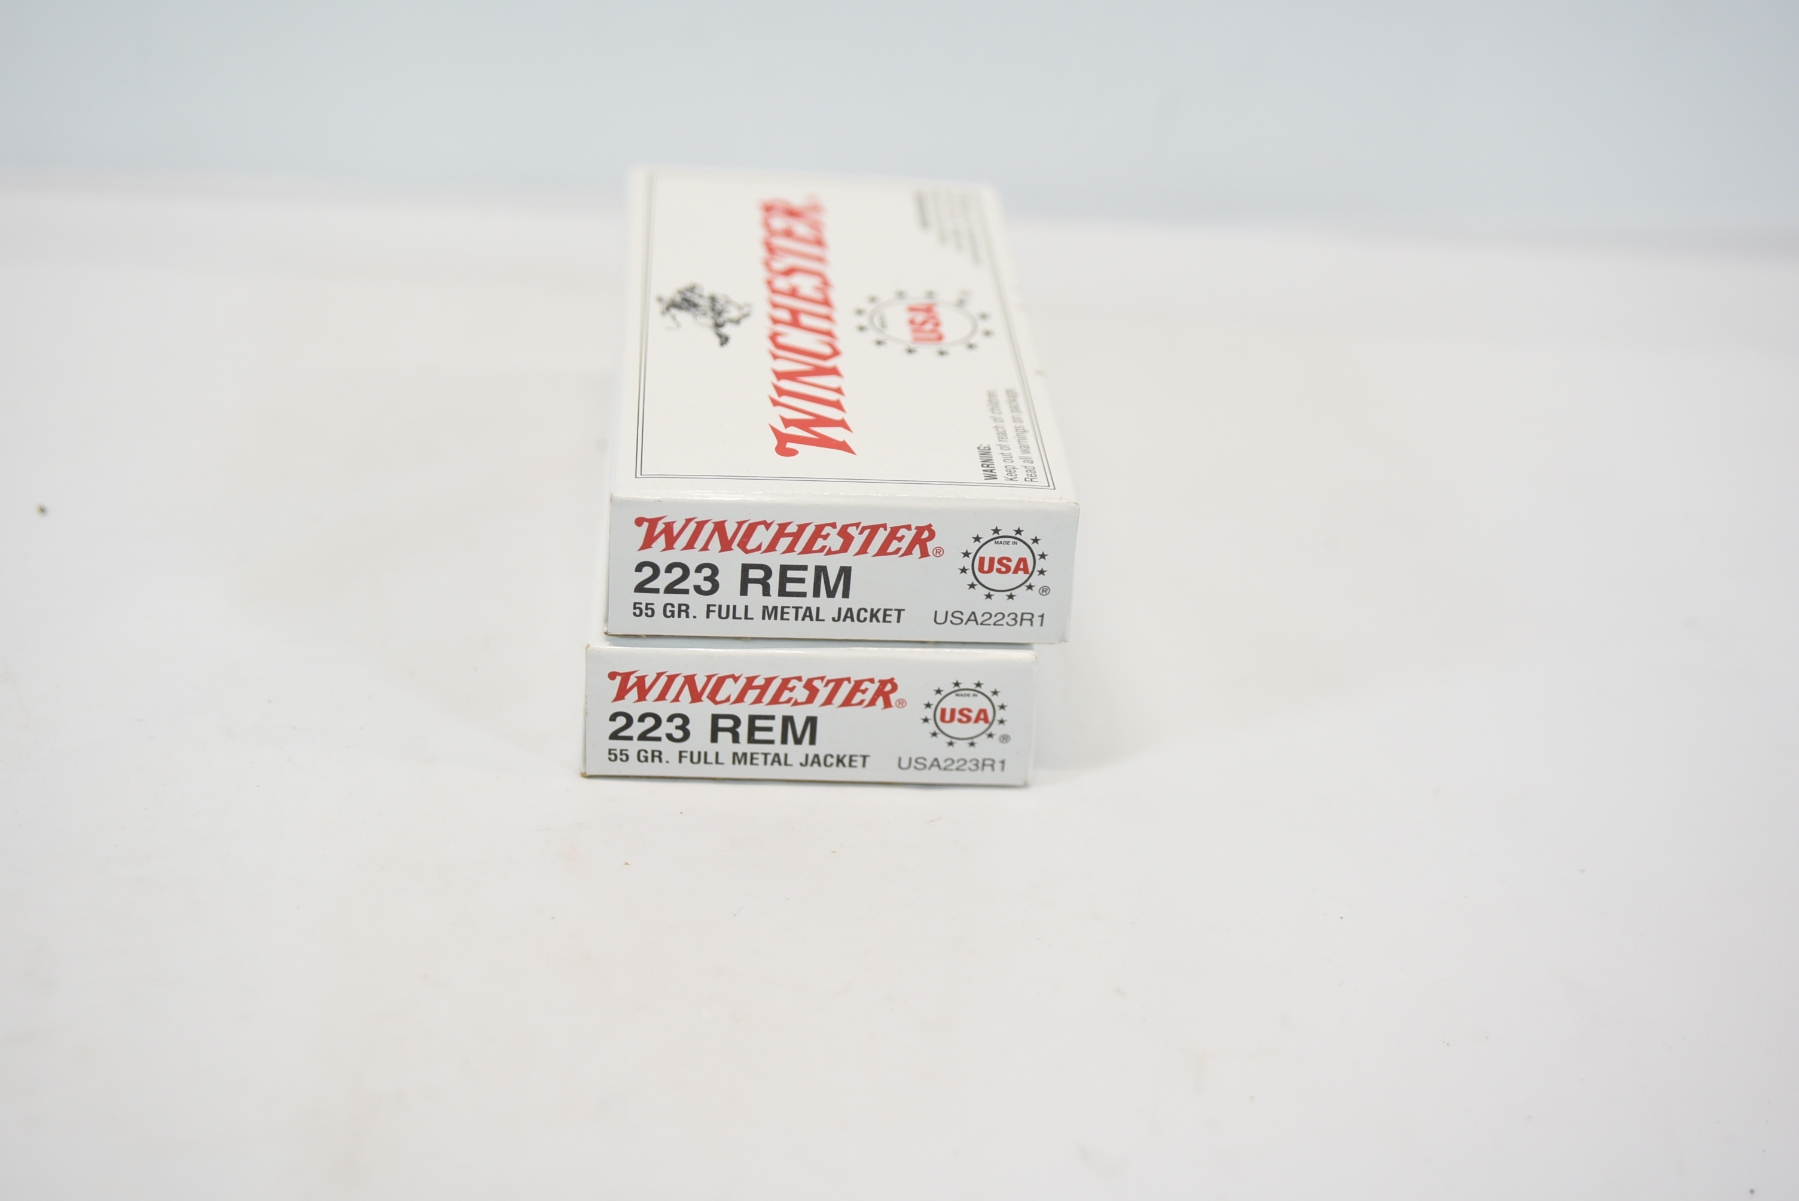 WINCHESTER
USA
WARNING:
Keep out of reach of children
Read all warnings on package
WINCHESTER®
223 REM
55 GR. FULL METAL JACKET
MADE IN
USA
®
USA223R1
WINCHESTER®
223 REM
55 GR. FULL METAL JACKET
MADE IN
USA
®
USA223R1